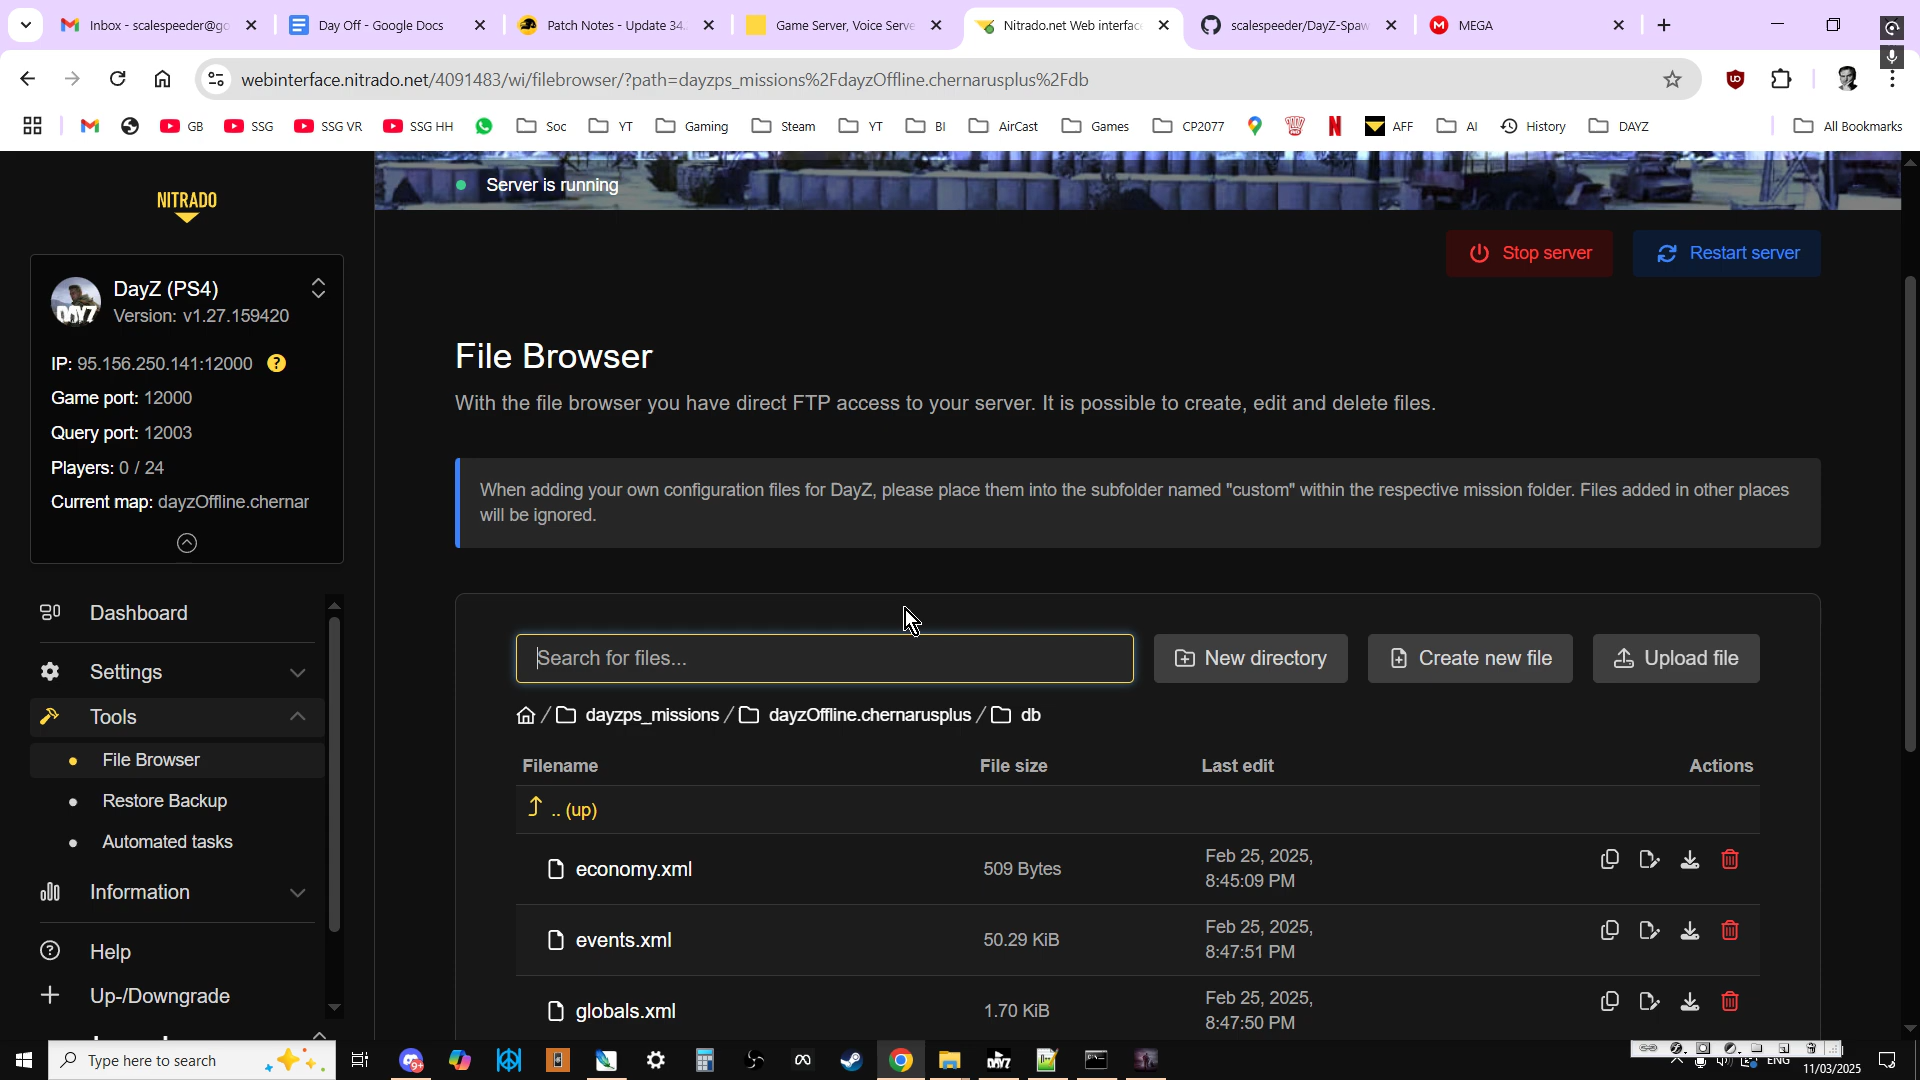 Inbox - scalespeeder@go
Day Off - Google Docs
Patch Notes - Update 34.
Game Server, Voice Serve
Nitrado.net Web interface
scalespeeder/DayZ-Spaw
MEGA
webinterface.nitrado.net/4091483/wi/filebrowser/?path=dayzps_missions%2FdayzOffline.chernarusplus%2Fdb
GB
SSG
SSG VR
SSG HH
Soc
YT
Gaming
Steam
YT
BI
AirCast
Games
CP2077
AFF
AI
History
DAYZ
All Bookmarks
NITRADO
Server is running
Stop server
Restart server
DayZ (PS4)
Version: v1.27.159420
IP: 95.156.250.141:12000 ?
Game port: 12000
Query port: 12003
Players: 0 / 24
Current map: dayzOffline.chernar
File Browser
With the file browser you have direct FTP access to your server. It is possible to create, edit and delete files.
When adding your own configuration files for DayZ, please place them into the subfolder named "custom" within the respective mission folder. Files added in other places
will be ignored.
Dashboard
Settings
Tools
File Browser
Restore Backup
Automated tasks
Information
Help
Up-/Downgrade
Search for files...
New directory
Create new file
Upload file
/ dayzps_missions / dayzOffline.chernarusplus / db
Filename File size Last edit Actions
.. (up)
economy.xml 509 Bytes Feb 25, 2025,
8:45:09 PM
events.xml 50.29 KiB Feb 25, 2025,
8:47:51 PM
globals.xml 1.70 KiB Feb 25, 2025,
8:47:50 PM
Type here to search
ENG
11/03/2025